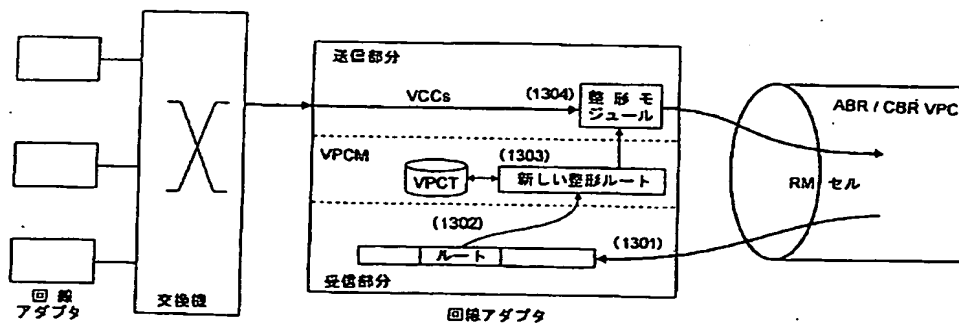 送信部分
VCCs
(1304)
整形モ
ジュール
ABR / CBR VPC
VPCM
(1303)
VPCT
新しい整形ルート
RM セル
(1302)
(1301)
ルート
受信部分
回線
アダプタ
交換機
回線アダプタ